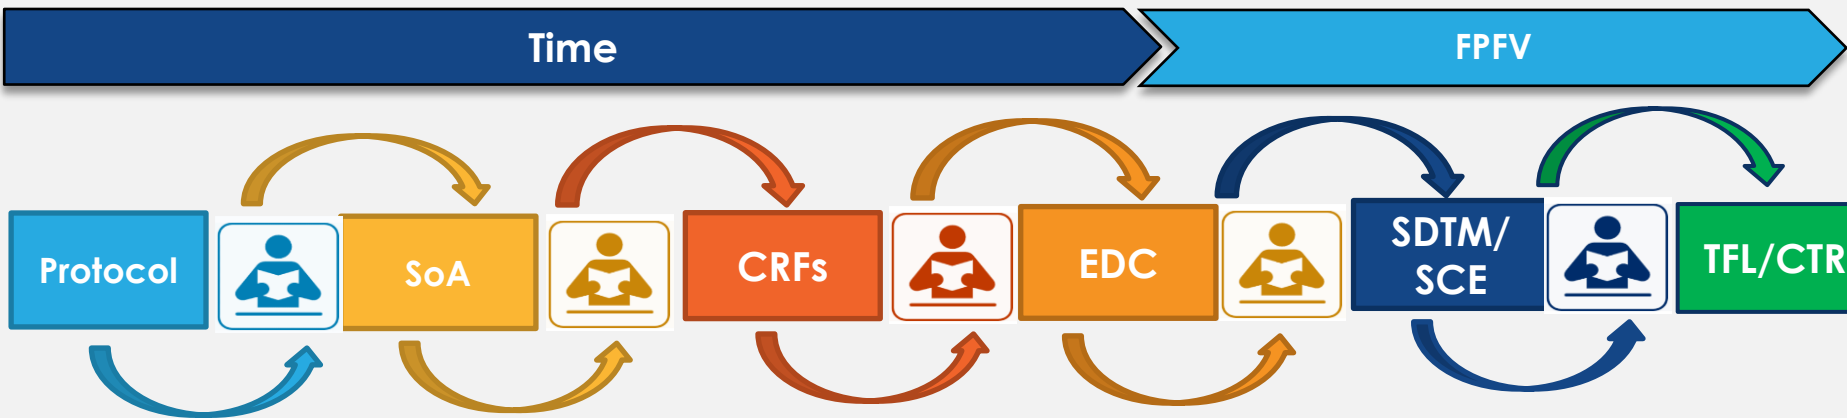 Time
FPFV
Protocol
SoA
CRFs
EDC
SDTM/
SCE
TFL/CTR